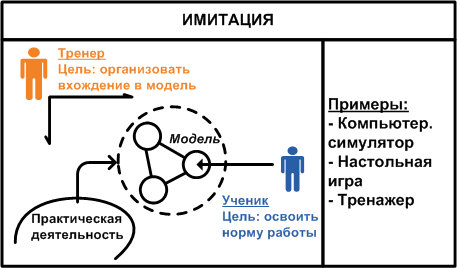 ИМИТАЦИЯ
Тренер
Цель: организовать
вхождение в модель
Модель
Практическая
деятельность
Ученик
Цель: освоить
норму работы
Примеры:
- Компьютер.
симулятор
- Настольная
игра
- Тренажер